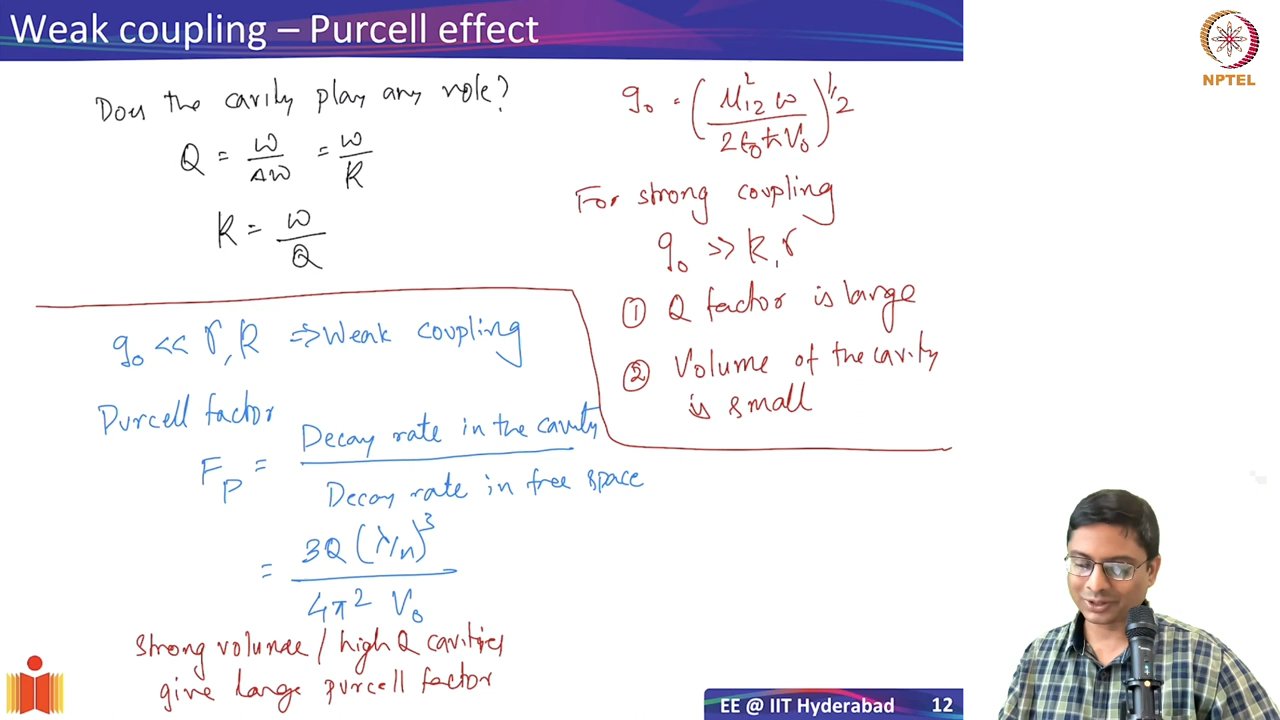 Weak coupling – Purcell effect
NPTEL
Does the cavity play any role?
Q = ω/Δω = ω/K
K = ω/Q
g₀ = (μ₁₂² ω / 2ε₀ħV₀)^1/2
For strong coupling
g₀ >> K, γ
① Q factor is large
② Volume of the cavity
is small
g₀ << γ, K ⇒ Weak coupling
Purcell factor
F_P = Decay rate in the cavity / Decay rate in free space
= 3Q (λ/n)³ / 4π² V₀
strong volume / high Q cavities
give large purcell factor
EE @ IIT Hyderabad 12